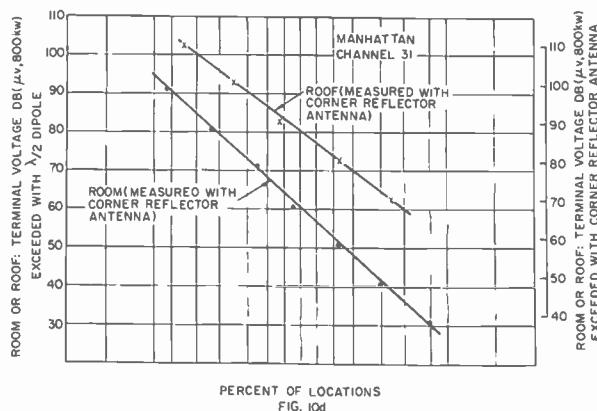 ROOM OR ROOF: TERMINAL VOLTAGE DB(μv,800kw)
EXCEEDED WITH λ/2 DIPOLE
110
100
90
80
70
60
50
40
30
MANHATTAN
CHANNEL 31
ROOF(MEASURED WITH
CORNER REFLECTOR
ANTENNA)
ROOM(MEASURED WITH
CORNER REFLECTOR
ANTENNA)
110
100
90
80
70
60
50
40
ROOM OR ROOF: TERMINAL VOLTAGE DB(μv,800kw)
EXCEEDED WITH CORNER REFLECTOR ANTENNA
PERCENT OF LOCATIONS
FIG. 10d